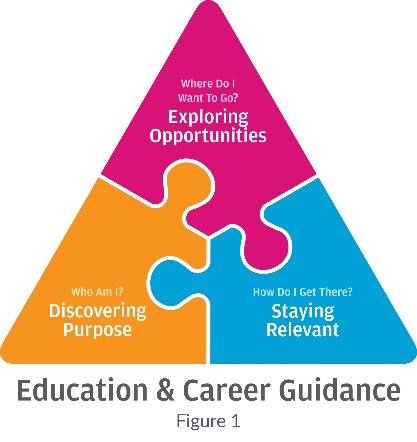 Where Do I
Want To Go?
Exploring
Opportunities
Who Am I?
Discovering
Purpose
How Do I Get There?
Staying
Relevant
Education & Career Guidance
Figure 1